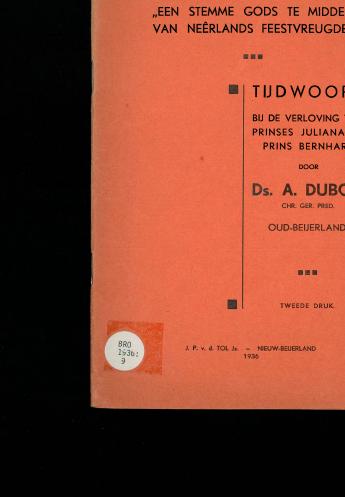 „EEN STEMME GODS TE MIDDE
VAN NEÊRLANDS FEESTVREUGDE
TIJDWOOR
BIJ DE VERLOVING
PRINSES JULIANA
PRINS BERNHAR
DOOR
Ds. A. DUBO
CHR. GER. PRED.
OUD-BEIJERLAND
TWEEDE DRUK.
J. P. v. d. TOL Jr. – NIEUW-BEIJERLAND
1936
BRO
1936:
9